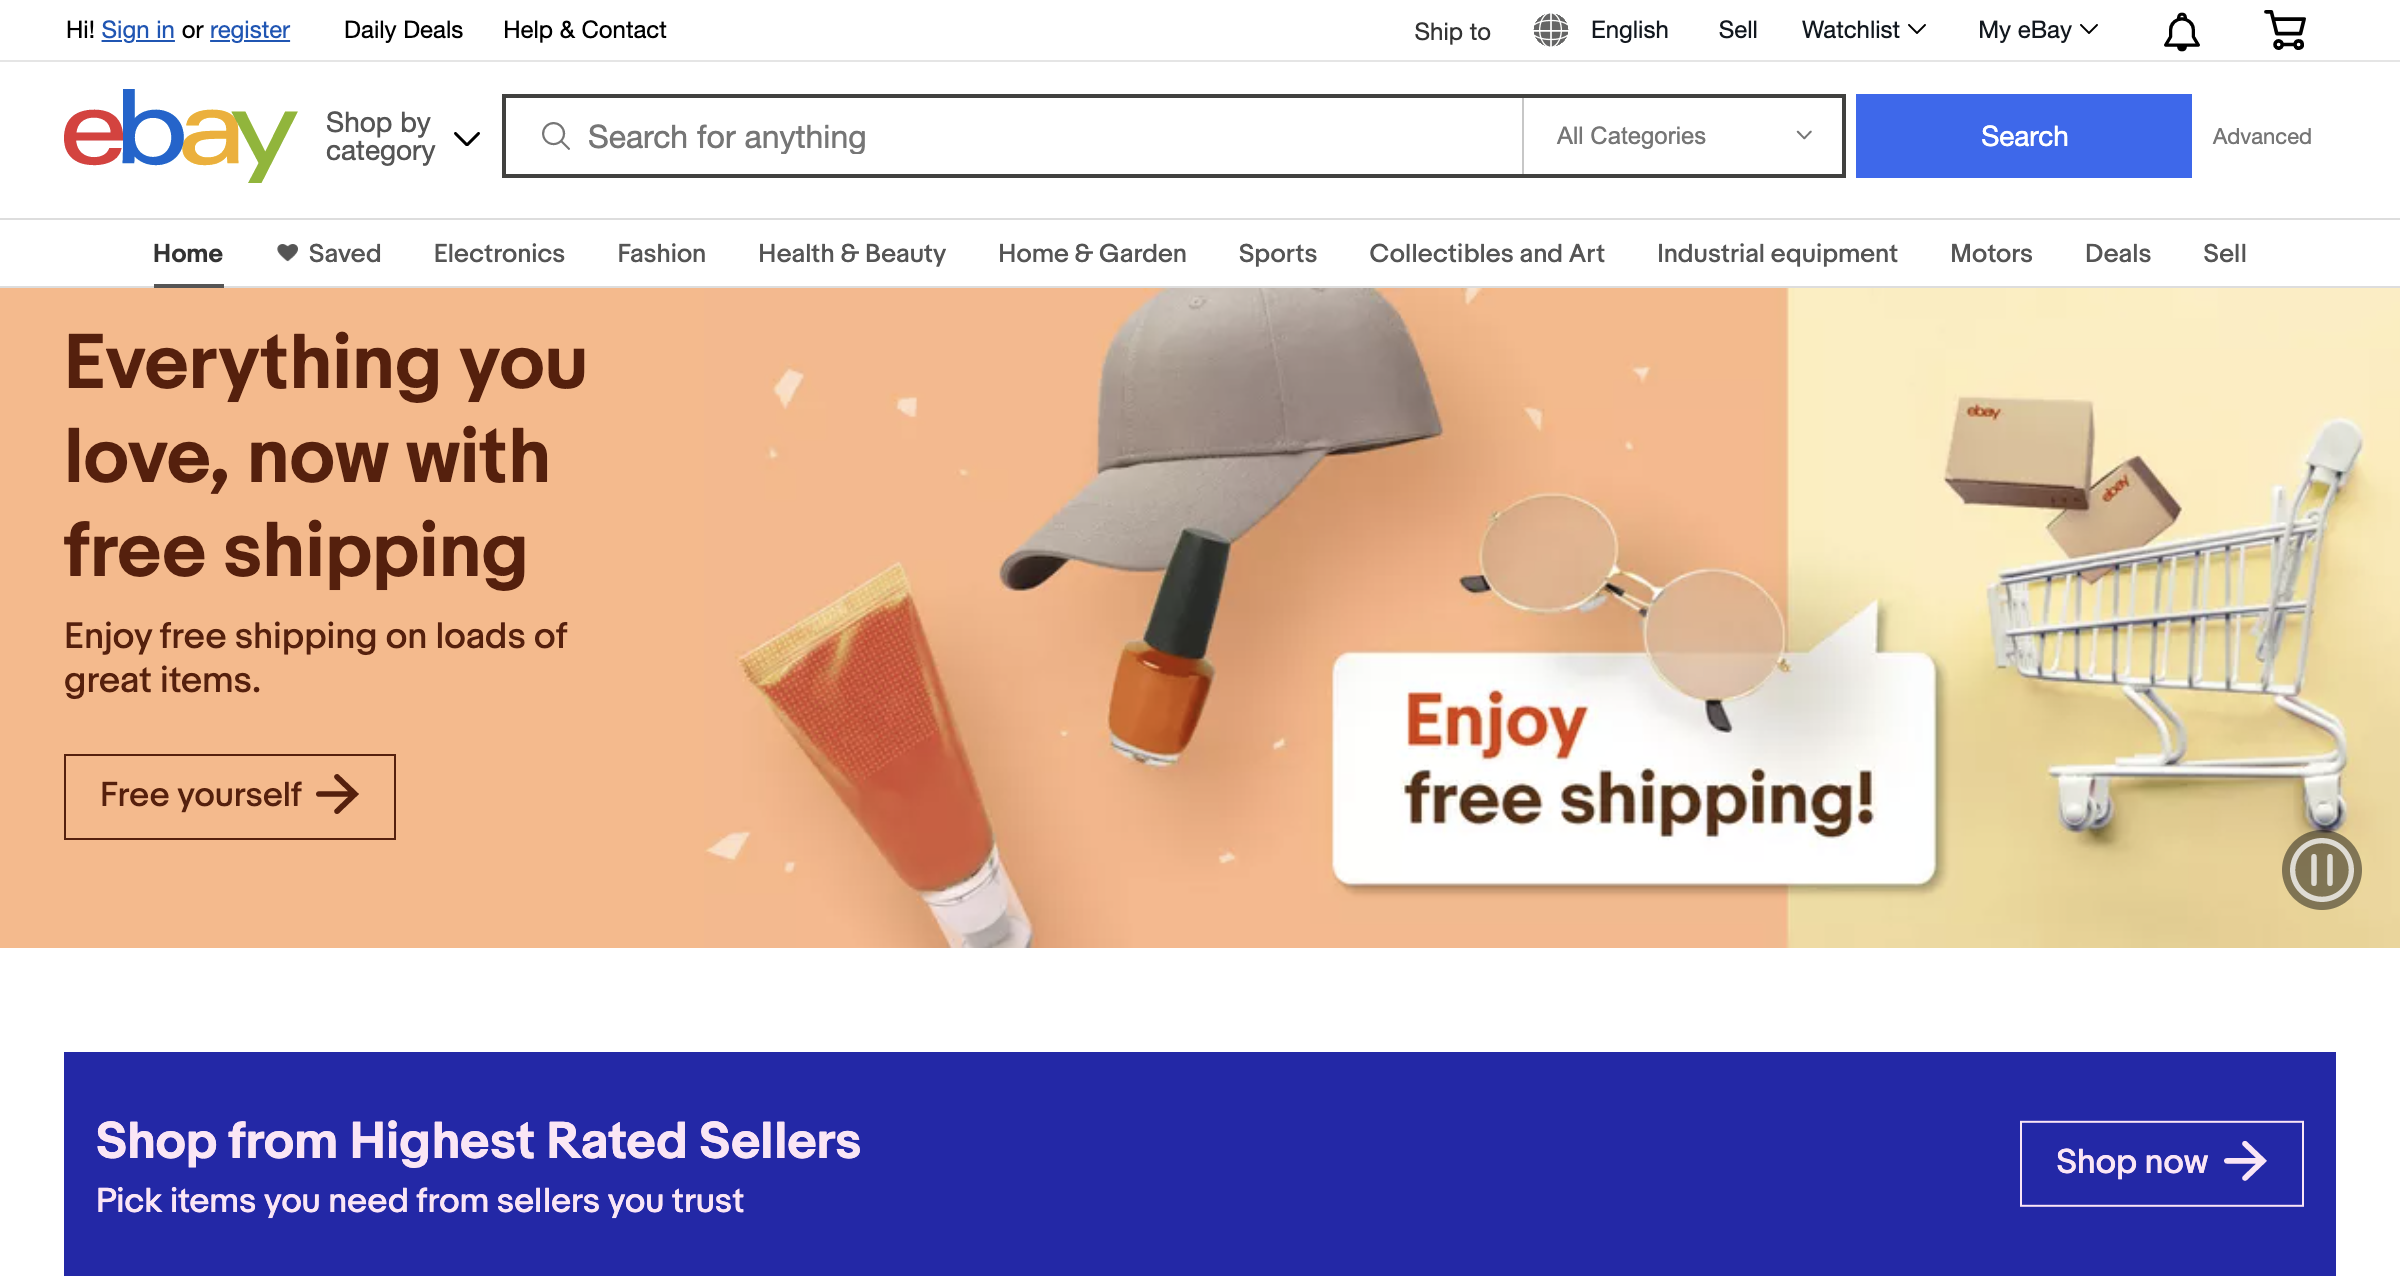 Hi! Sign in or register Daily Deals Help & Contact Ship to English Sell Watchlist My eBay
ebay Shop by category Search for anything All Categories Search Advanced
Home Saved Electronics Fashion Health & Beauty Home & Garden Sports Collectibles and Art Industrial equipment Motors Deals Sell
Everything you
love, now with
free shipping
Enjoy free shipping on loads of
great items.
Free yourself
ebay
ebay
Enjoy
free shipping!
Shop from Highest Rated Sellers
Pick items you need from sellers you trust
Shop now